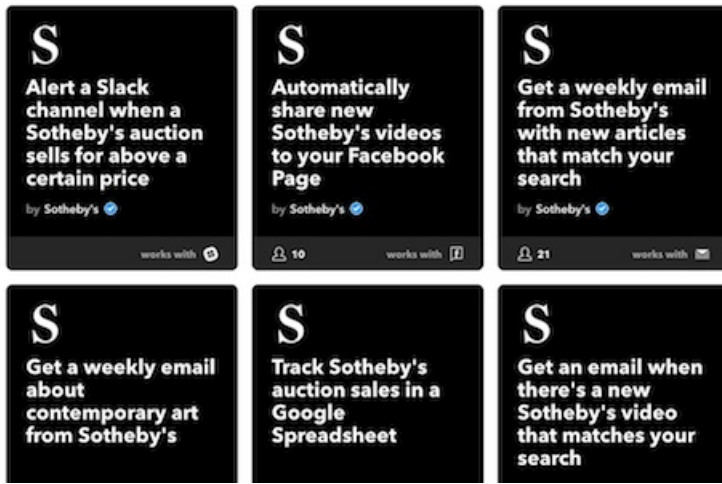 S
Alert a Slack
channel when a
Sotheby's auction
sells for above a
certain price
by Sotheby's
works with
S
Automatically
share new
Sotheby's videos
to your Facebook
Page
by Sotheby's
10
works with
S
Get a weekly email
from Sotheby's
with new articles
that match your
search
by Sotheby's
21
works with
S
Get a weekly email
about
contemporary art
from Sotheby's
S
Track Sotheby's
auction sales in a
Google
Spreadsheet
S
Get an email when
there's a new
Sotheby's video
that matches your
search